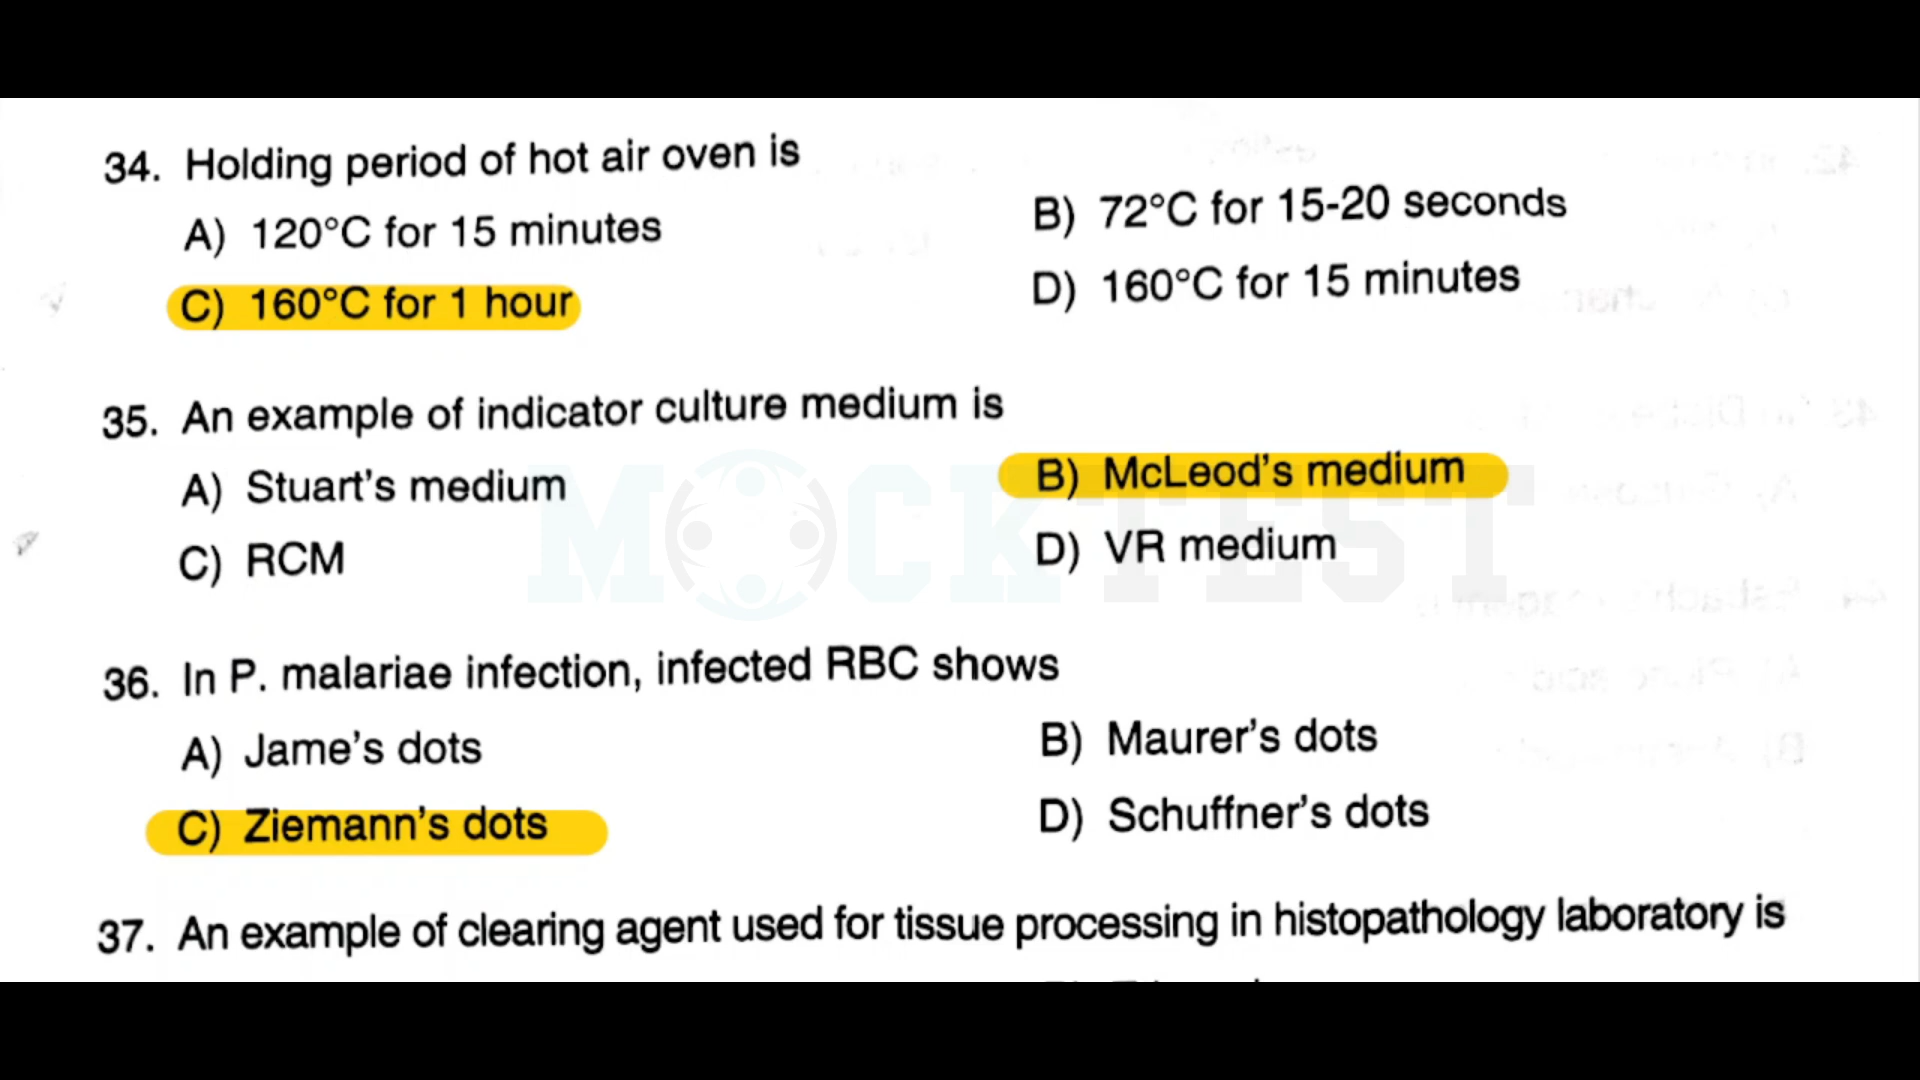 34. Holding period of hot air oven is
A) 120°C for 15 minutes
B) 72°C for 15-20 seconds
C) 160°C for 1 hour
D) 160°C for 15 minutes
35. An example of indicator culture medium is
A) Stuart's medium
B) McLeod's medium
C) RCM
D) VR medium
MOCKTEST
36. In P. malariae infection, infected RBC shows
A) Jame's dots
B) Maurer's dots
C) Ziemann's dots
D) Schuffner's dots
37. An example of clearing agent used for tissue processing in histopathology laboratory is